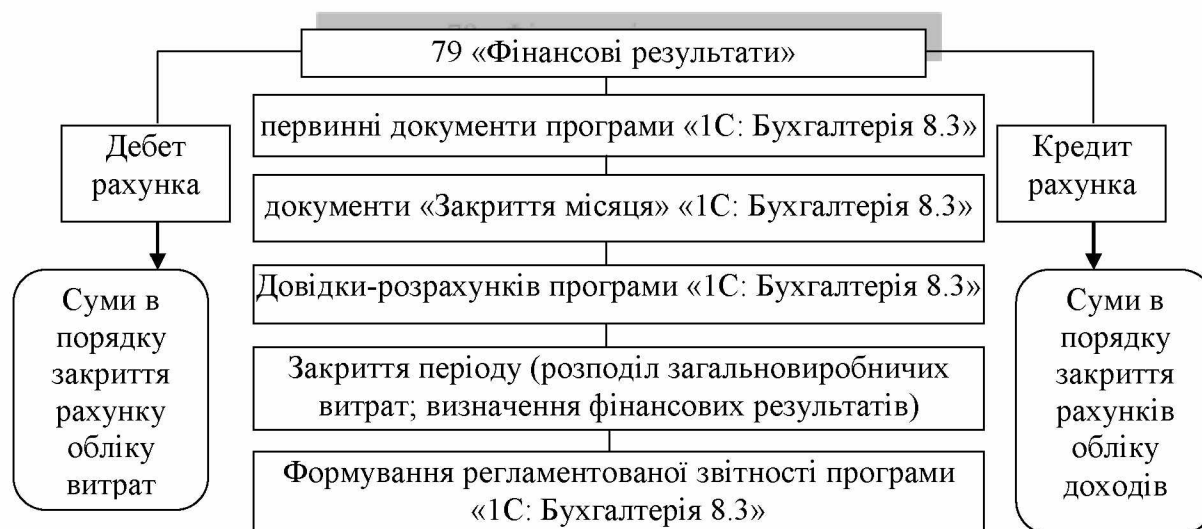 79 «Фінансові результати»
Дебет
рахунка
первинні документи програми «1С: Бухгалтерія 8.3»
документи «Закриття місяця» «1С: Бухгалтерія 8.3»
Довідки-розрахунків програми «1С: Бухгалтерія 8.3»
Закриття періоду (розподіл загальновиробничих
витрат; визначення фінансових результатів)
Формування регламентованої звітності програми
«1С: Бухгалтерія 8.3»
Кредит
рахунка
Суми в
порядку
закриття
рахунку
обліку
витрат
Суми в
порядку
закриття
рахунків
обліку
доходів